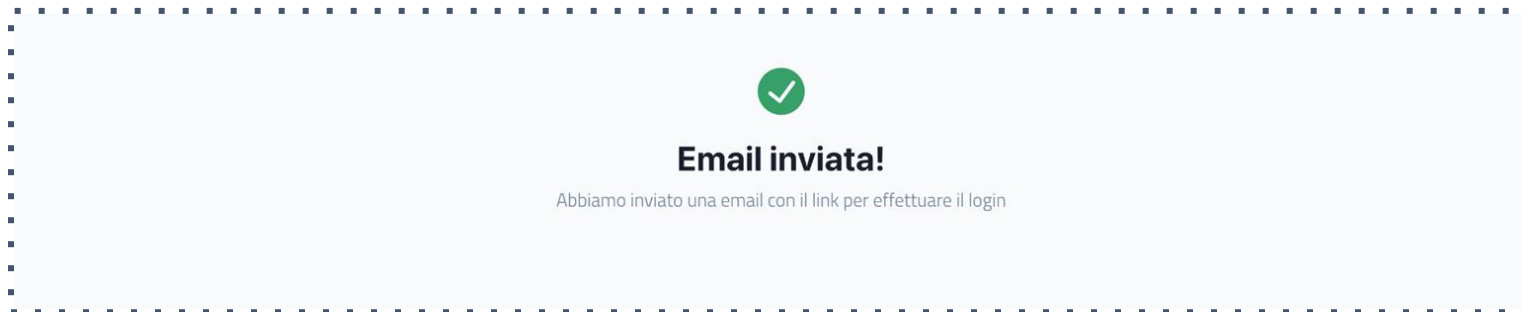 Email inviata!
Abbiamo inviato una email con il link per effettuare il login